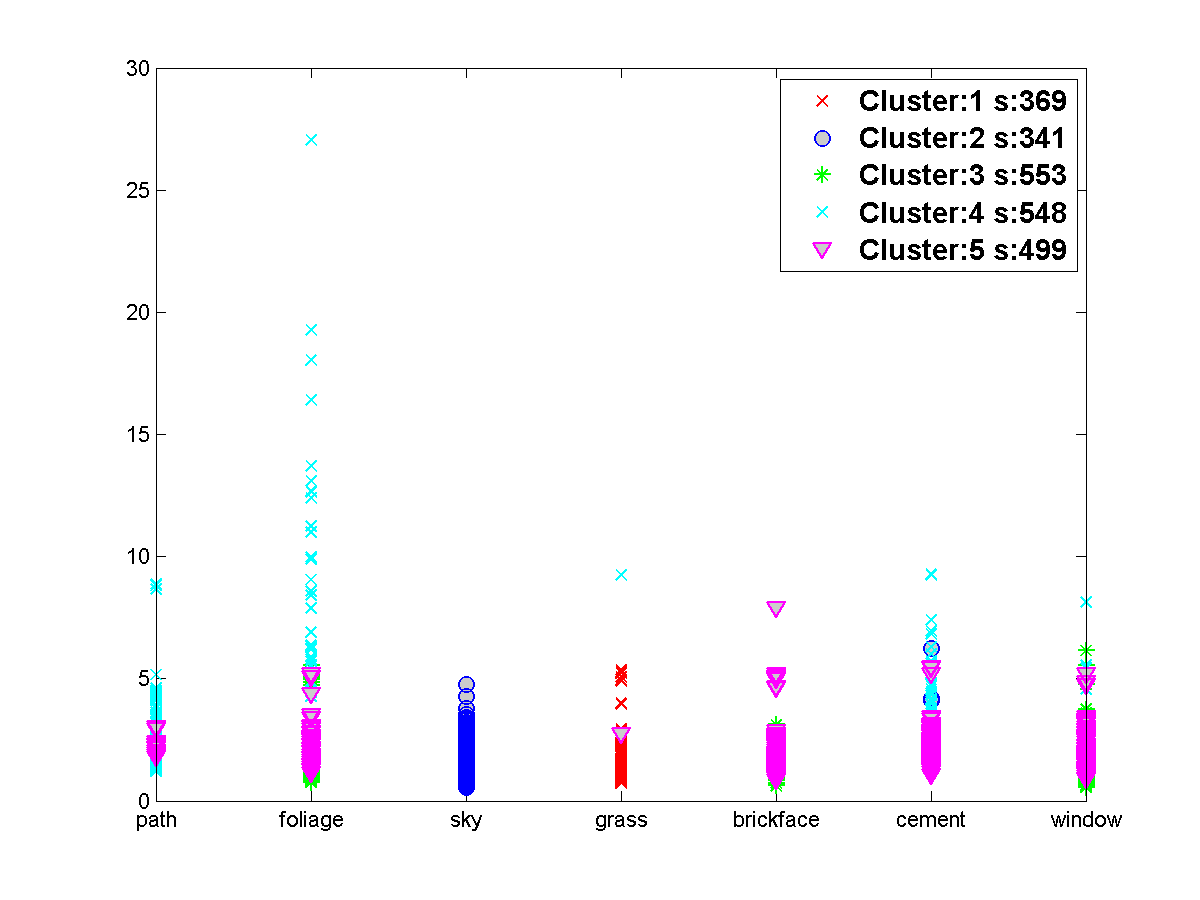 30
25
20
15
10
5
0
path foliage sky grass brickface cement window
Cluster:1 s:369
Cluster:2 s:341
Cluster:3 s:553
Cluster:4 s:548
Cluster:5 s:499